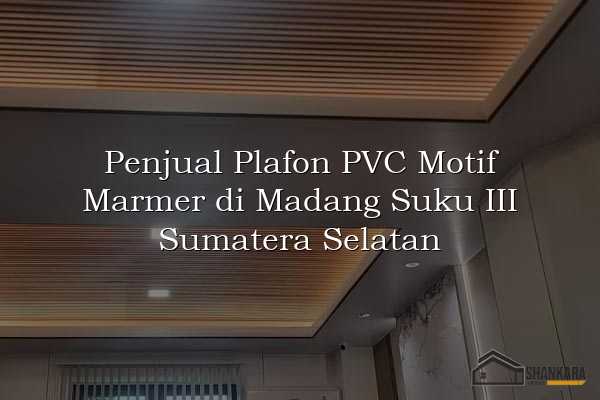 Penjual Plafon PVC Motif
Marmer di Madang Suku III
Sumatera Selatan
SHANKARA